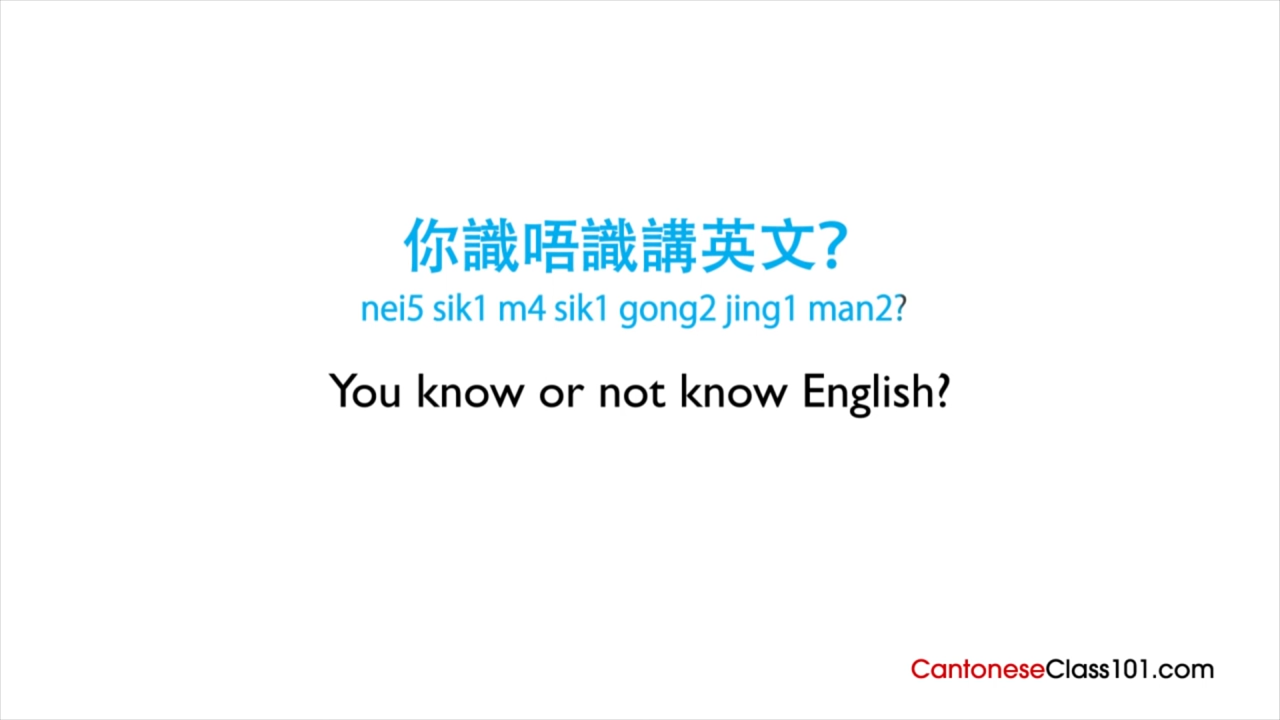 你識唔識講英文?
nei5 sik1 m4 sik1 gong2 jing1 man2?
You know or not know English?
CantoneseClass101.com